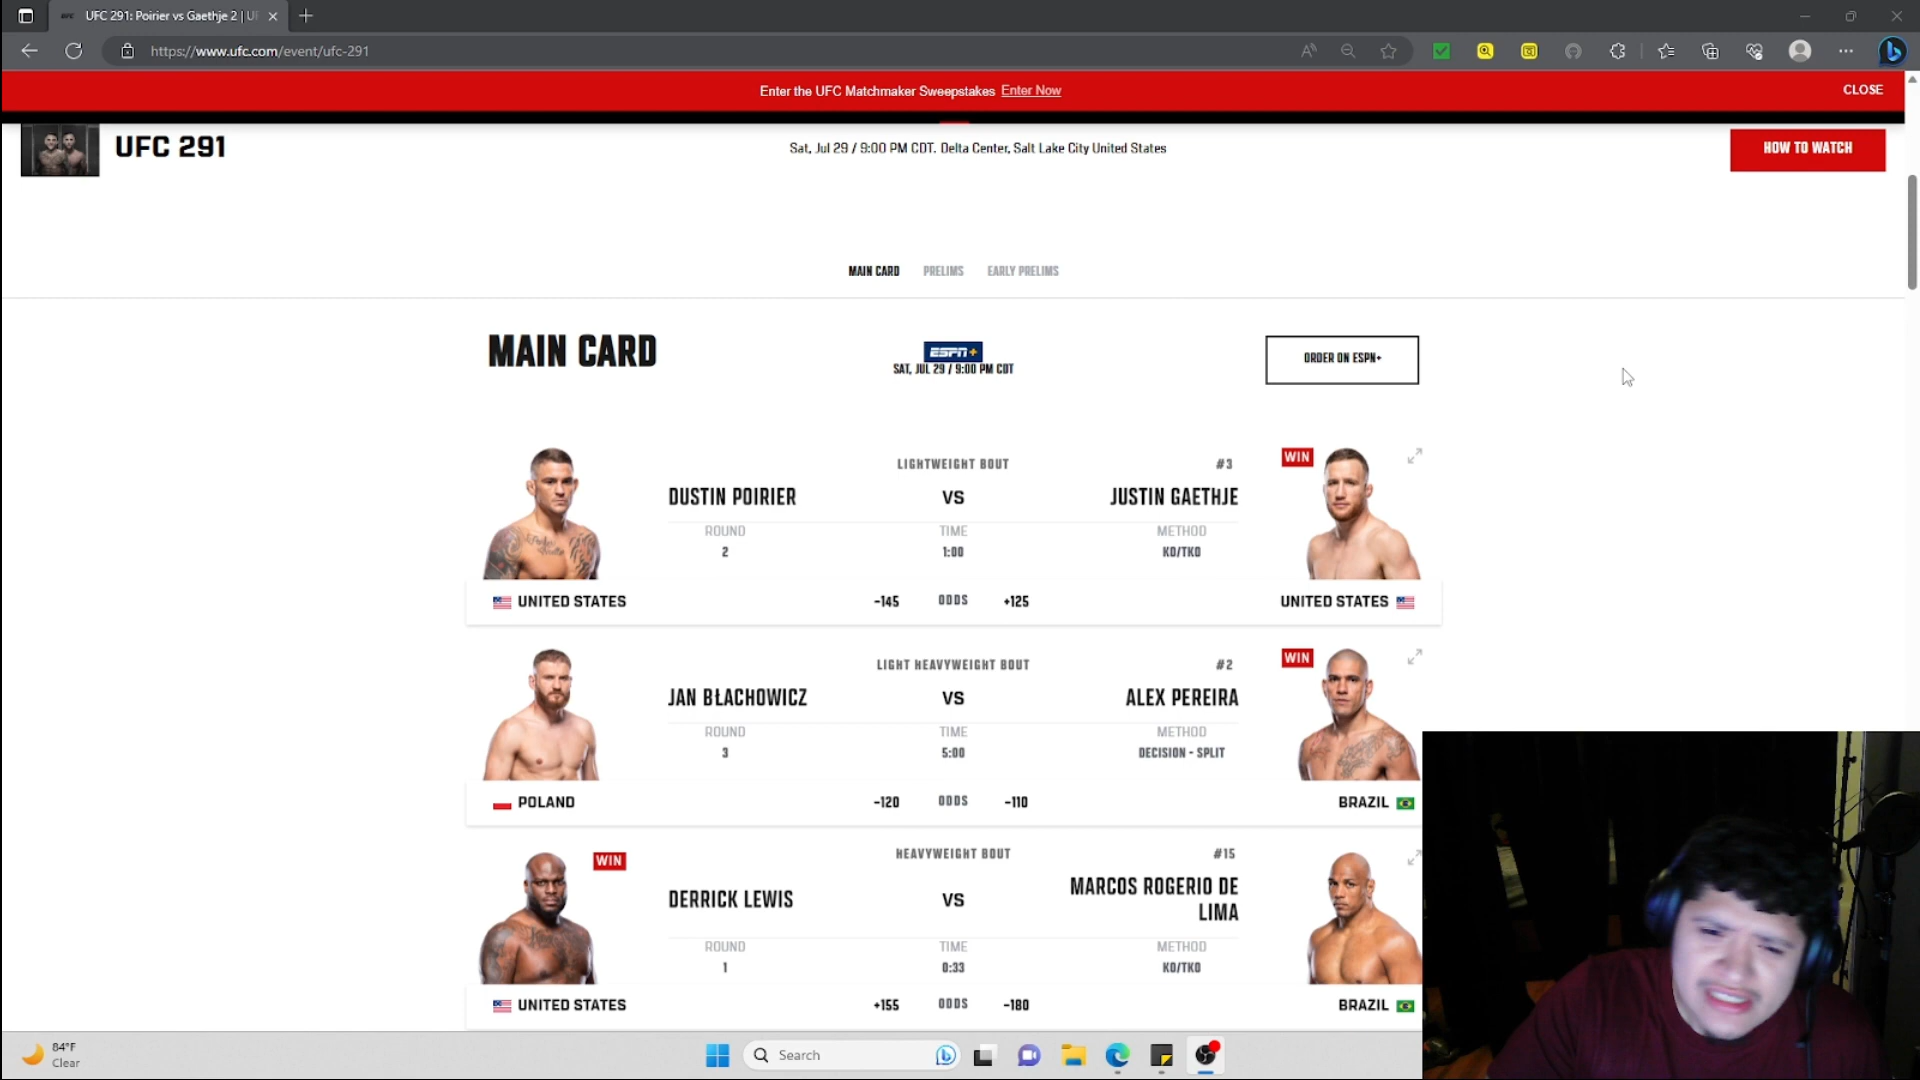 UFC 291: Poirier vs Gaethje 2 | UF
https://www.ufc.com/event/ufc-291
Enter the UFC Matchmaker Sweepstakes Enter Now
CLOSE
UFC 291
Sat, Jul 29 / 9:00 PM CDT. Delta Center, Salt Lake City United States
HOW TO WATCH
MAIN CARD PRELIMS EARLY PRELIMS
MAIN CARD
ESPN+
SAT, JUL 29 / 9:00 PM CDT
ORDER ON ESPN+
LIGHTWEIGHT BOUT #3 WIN
DUSTIN POIRIER VS JUSTIN GAETHJE
ROUND TIME METHOD
2 1:00 KO/TKO
UNITED STATES -145 ODDS +125 UNITED STATES
LIGHT HEAVYWEIGHT BOUT #2 WIN
JAN BŁACHOWICZ VS ALEX PEREIRA
ROUND TIME METHOD
3 5:00 DECISION - SPLIT
POLAND -120 ODDS -110 BRAZIL
WIN HEAVYWEIGHT BOUT #15
DERRICK LEWIS VS MARCOS ROGERIO DE
LIMA
ROUND TIME METHOD
1 0:33 KO/TKO
UNITED STATES +155 ODDS -180 BRAZIL
84°F
Clear
Search